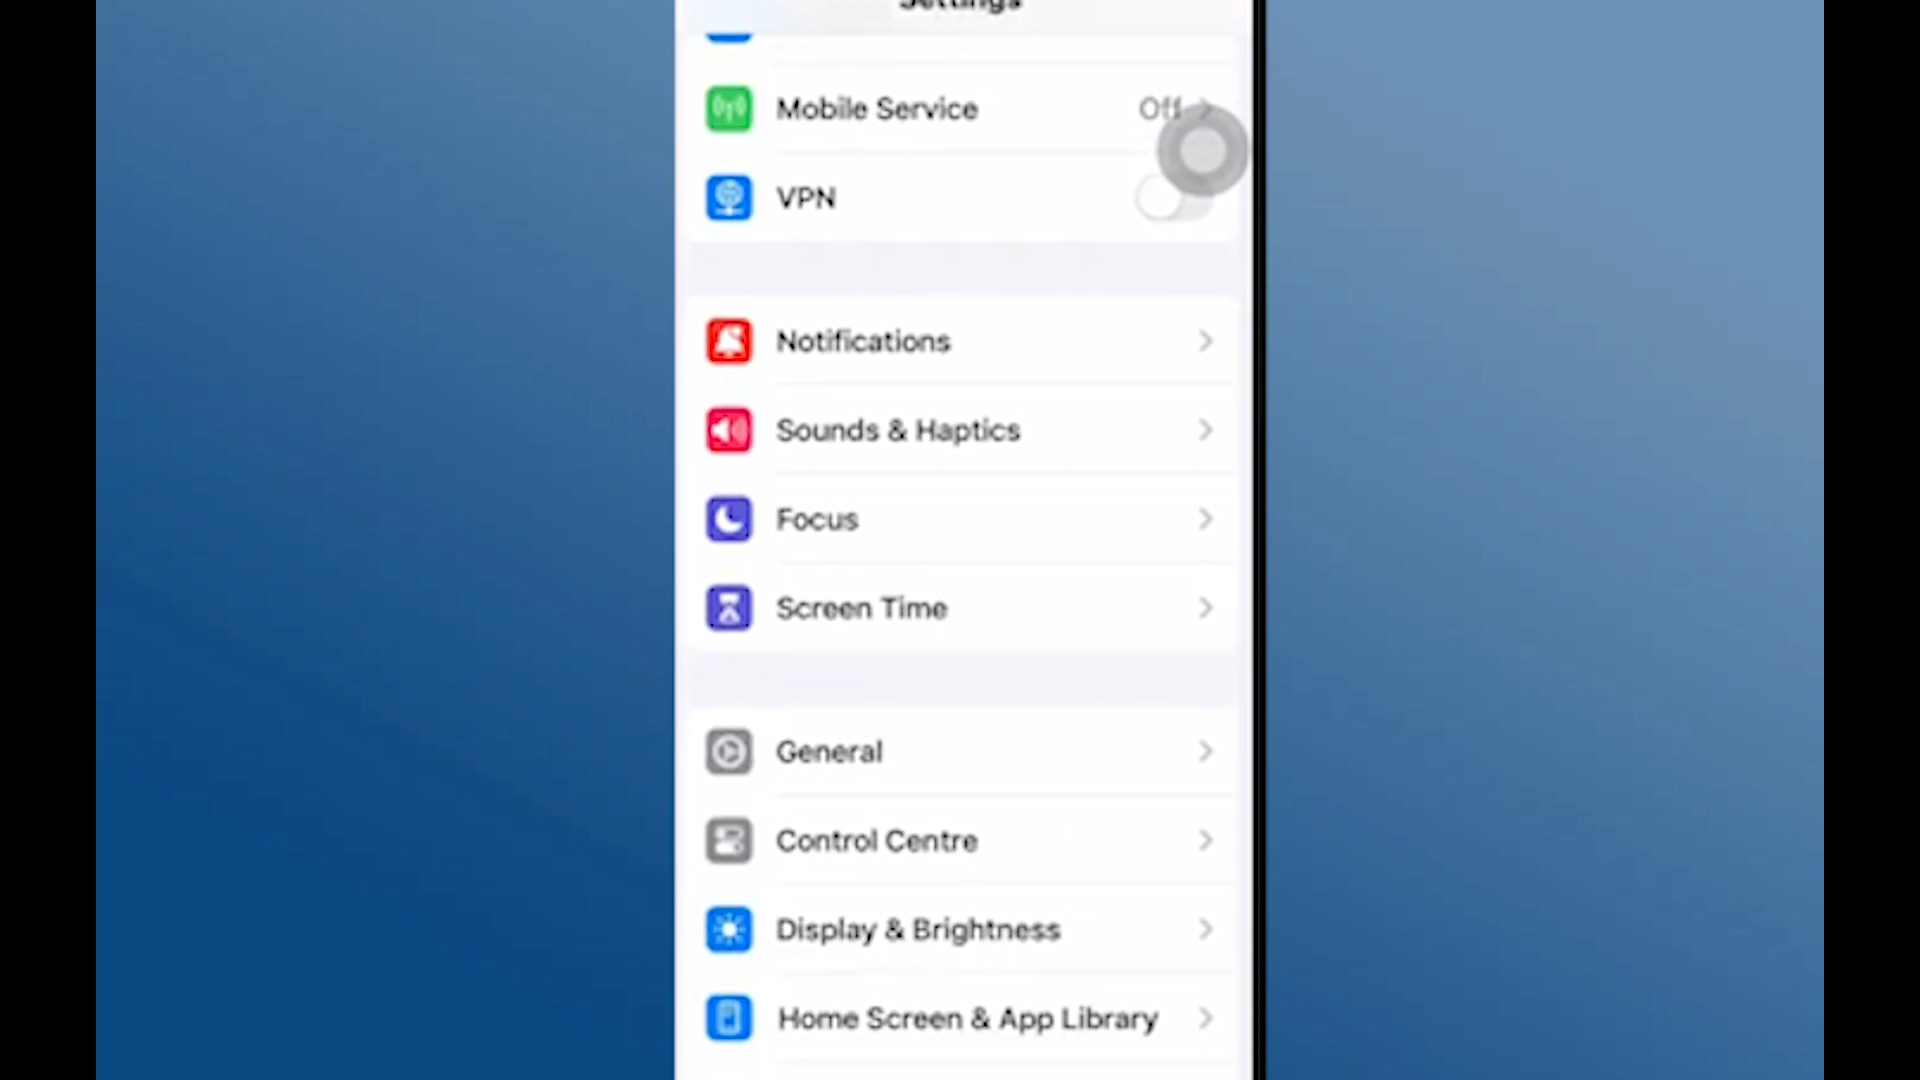 Settings
Mobile Service Off
VPN
Notifications
Sounds & Haptics
Focus
Screen Time
General
Control Centre
Display & Brightness
Home Screen & App Library